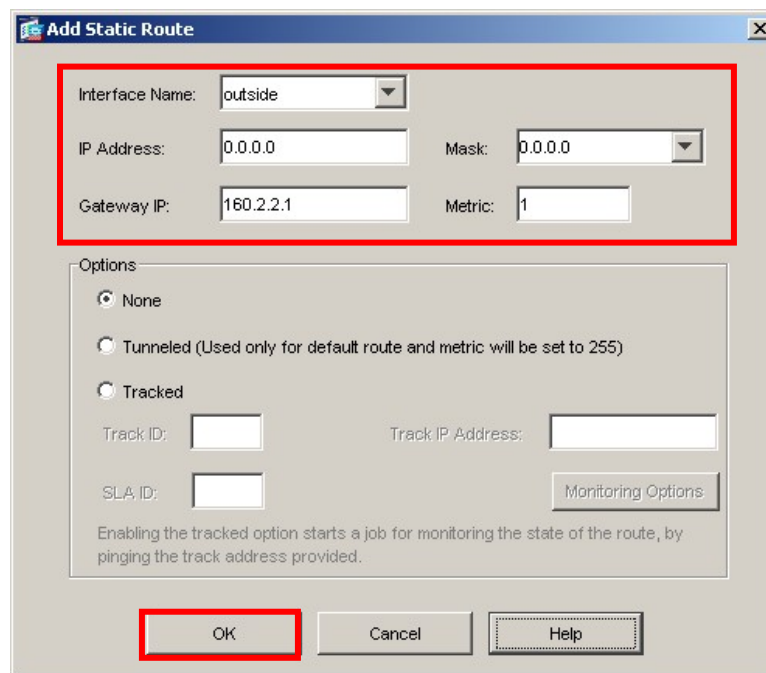 Add Static Route
Interface Name: outside
IP Address: 0.0.0.0 Mask: 0.0.0.0
Gateway IP: 160.2.2.1 Metric: 1
Options
None
Tunneled (Used only for default route and metric will be set to 255)
Tracked
Track ID: Track IP Address:
SLA ID: Monitoring Options
Enabling the tracked option starts a job for monitoring the state of the route, by
pinging the track address provided.
OK Cancel Help